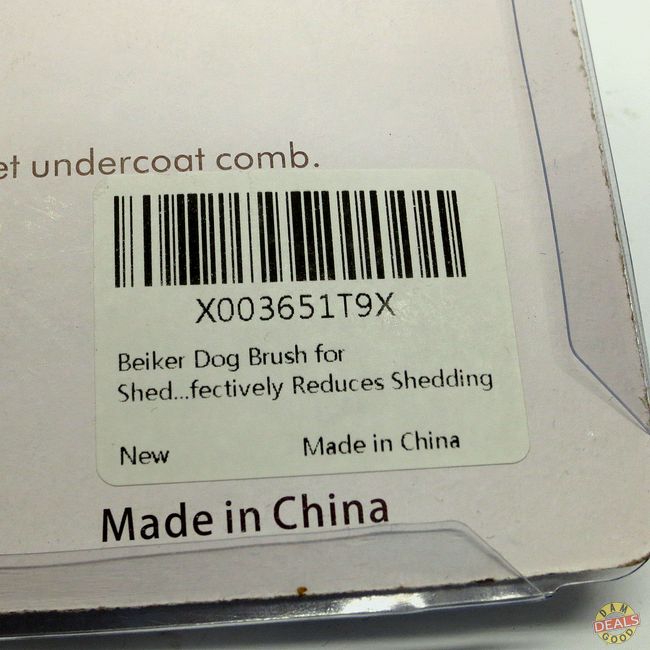 et undercoat comb.
X003651T9X
Beiker Dog Brush for
Shed...fectively Reduces Shedding
New
Made in China
Made in China
DAM
DEALS
GOOD